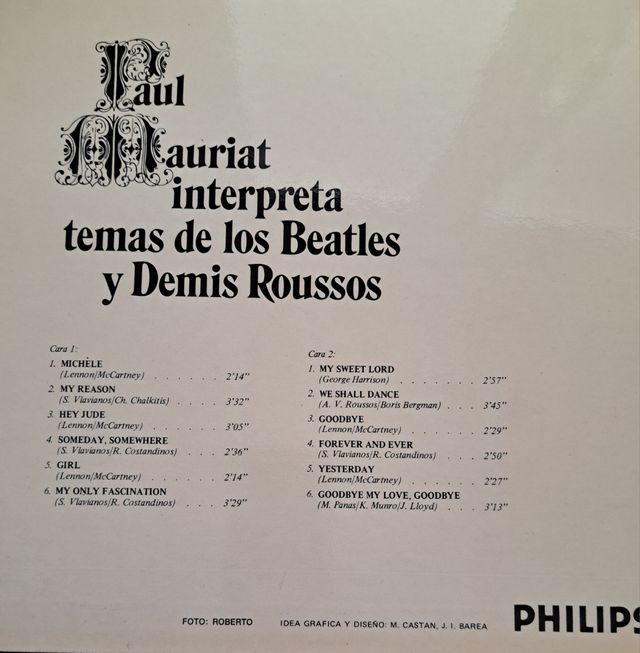 Paul
Mauriat
interpreta
temas de los Beatles
y Demis Roussos
Cara 1:
1. MICHÈLE
(Lennon/McCartney) . . . . . . 2'14"
2. MY REASON
(S. Vlavianos/Ch. Chalkitis) . . . 3'32"
3. HEY JUDE
(Lennon/McCartney) . . . . . . 3'05"
4. SOMEDAY, SOMEWHERE
(S. Vlavianos/R. Costandinos) . . . 2'36"
5. GIRL
(Lennon/McCartney) . . . . . . 2'14"
6. MY ONLY FASCINATION
(S. Vlavianos/R. Costandinos) . . . 3'29"
Cara 2:
1. MY SWEET LORD
(George Harrison) . . . . . . . 2'57"
2. WE SHALL DANCE
(A. V. Roussos/Boris Bergman) . . . 3'45"
3. GOODBYE
(Lennon/McCartney) . . . . . . 2'29"
4. FOREVER AND EVER
(S. Vlavianos/R. Costandinos) . . . 2'50"
5. YESTERDAY
(Lennon/McCartney) . . . . . . 2'27"
6. GOODBYE MY LOVE, GOODBYE
(M. Panas/K. Munro/J. Lloyd) . . . 3'13"
FOTO: ROBERTO IDEA GRAFICA Y DISEÑO: M. CASTAN, J. I. BAREA
PHILIPS